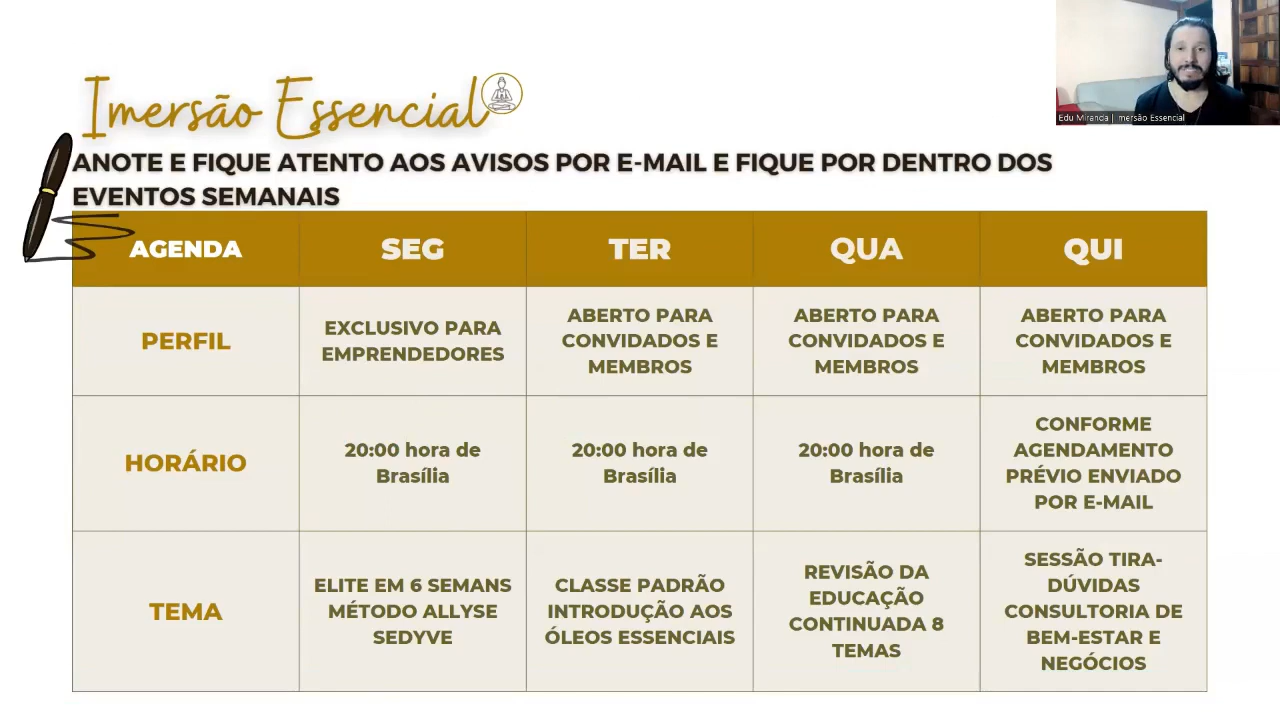 Imersão Essencial
Edu Miranda | Imersão Essencial
ANOTE E FIQUE ATENTO AOS AVISOS POR E-MAIL E FIQUE POR DENTRO DOS
EVENTOS SEMANAIS
AGENDA
SEG
TER
QUA
QUI
PERFIL
EXCLUSIVO PARA
EMPRENDEDORES
ABERTO PARA
CONVIDADOS E
MEMBROS
ABERTO PARA
CONVIDADOS E
MEMBROS
ABERTO PARA
CONVIDADOS E
MEMBROS
HORÁRIO
20:00 hora de
Brasília
20:00 hora de
Brasília
20:00 hora de
Brasília
CONFORME
AGENDAMENTO
PRÉVIO ENVIADO
POR E-MAIL
TEMA
ELITE EM 6 SEMANS
MÉTODO ALLYSE
SEDYVE
CLASSE PADRÃO
INTRODUÇÃO AOS
ÓLEOS ESSENCIAIS
REVISÃO DA
EDUCAÇÃO
CONTINUADA 8
TEMAS
SESSÃO TIRA-
DÚVIDAS
CONSULTORIA DE
BEM-ESTAR E
NEGÓCIOS